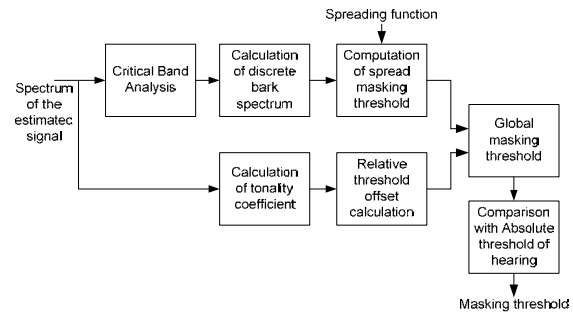 Spreading function
Spectrum
of the
estimatec
signal
Critical Band
Analysis
Calculation
of discrete
bark
spectrum
Computation
of spread
masking
threshold
Calculation
of tonality
coefficient
Relative
threshold
offset
calculation
Global
masking
threshold
Comparison
with Absolute
threshold of
hearing
Masking threshold